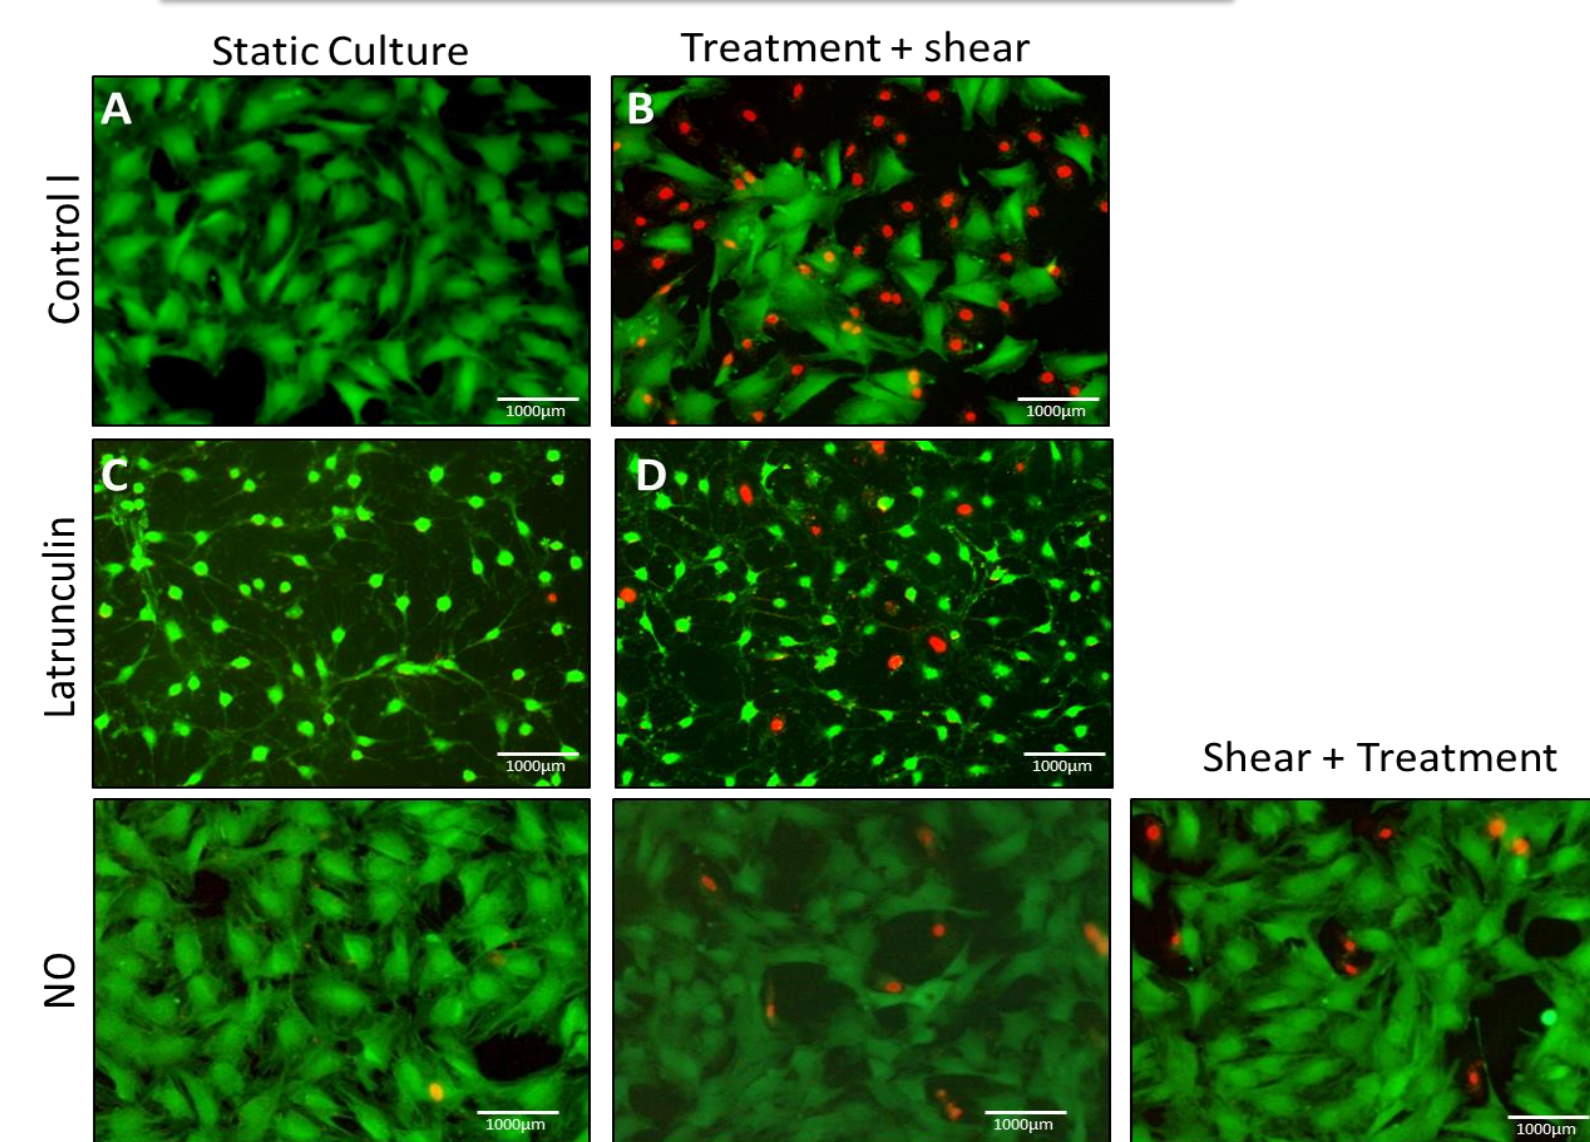 Static Culture
Treatment + shear
Control I
A
1000µm
B
1000µm
Latrunculin
C
1000µm
D
1000µm
Shear + Treatment
NO
1000µm
1000µm
1000µm